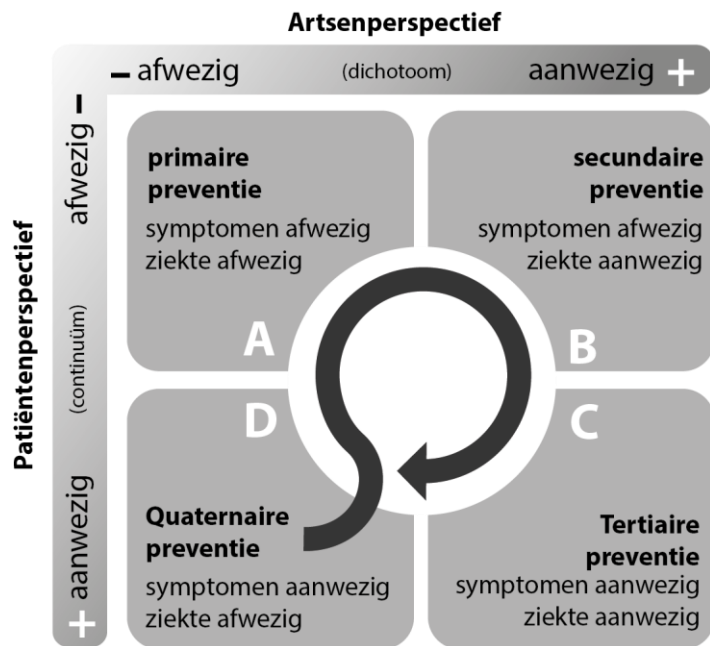 Artsenperspectief
– afwezig (dichotoom) aanwezig +
Patiëntenperspectief
afwezig –
(continuüm)
+ aanwezig
primaire
preventie
symptomen afwezig
ziekte afwezig
A
secundaire
preventie
symptomen afwezig
ziekte aanwezig
B
D
Quaternaire
preventie
symptomen aanwezig
ziekte afwezig
C
Tertiaire
preventie
symptomen aanwezig
ziekte aanwezig